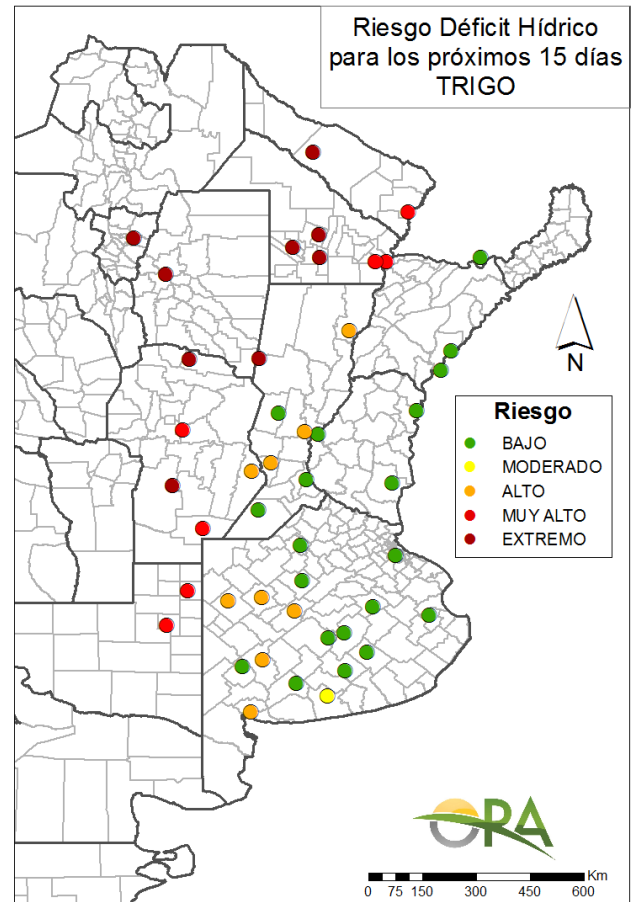 Riesgo Déficit Hídrico
para los próximos 15 días
TRIGO
N
Riesgo
BAJO
MODERADO
ALTO
MUY ALTO
EXTREMO
ORA
Km
0 75 150 300 450 600